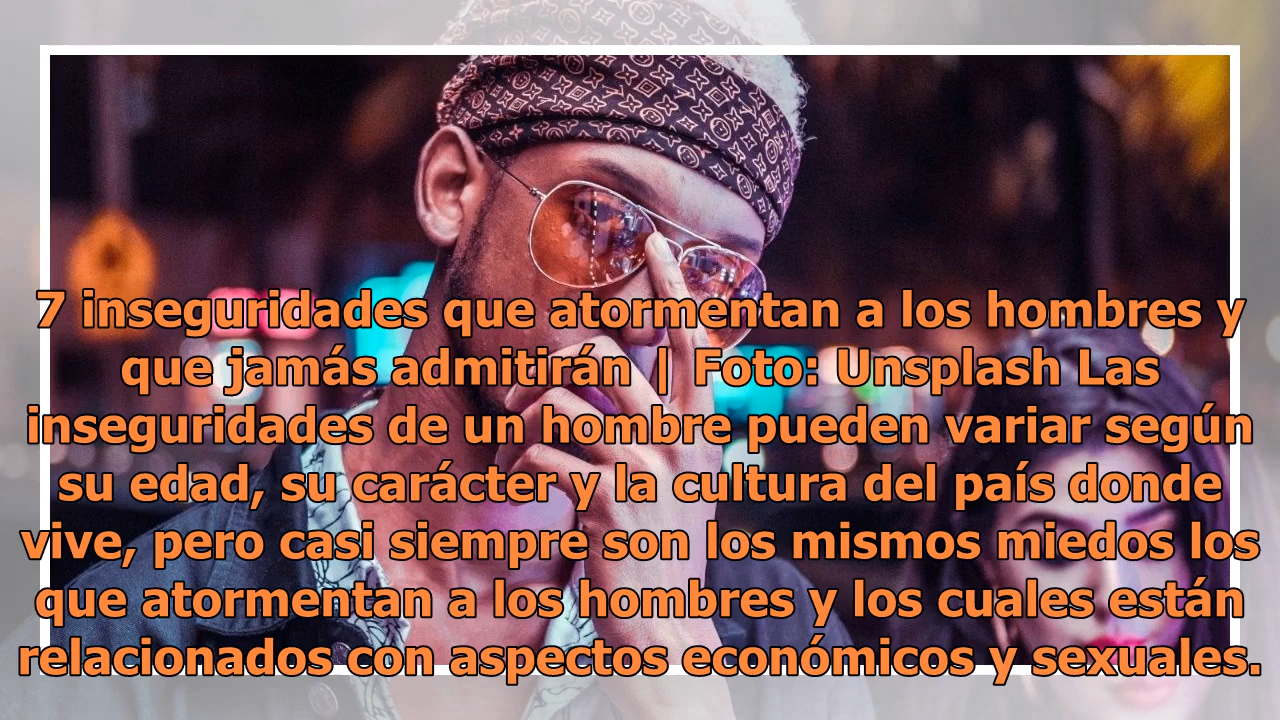 7 inseguridades que atormentan a los hombres y
que jamás admitirán | Foto: Unsplash Las
inseguridades de un hombre pueden variar según
su edad, su carácter y la cultura del país donde
vive, pero casi siempre son los mismos miedos los
que atormentan a los hombres y los cuales están
relacionados con aspectos económicos y sexuales.